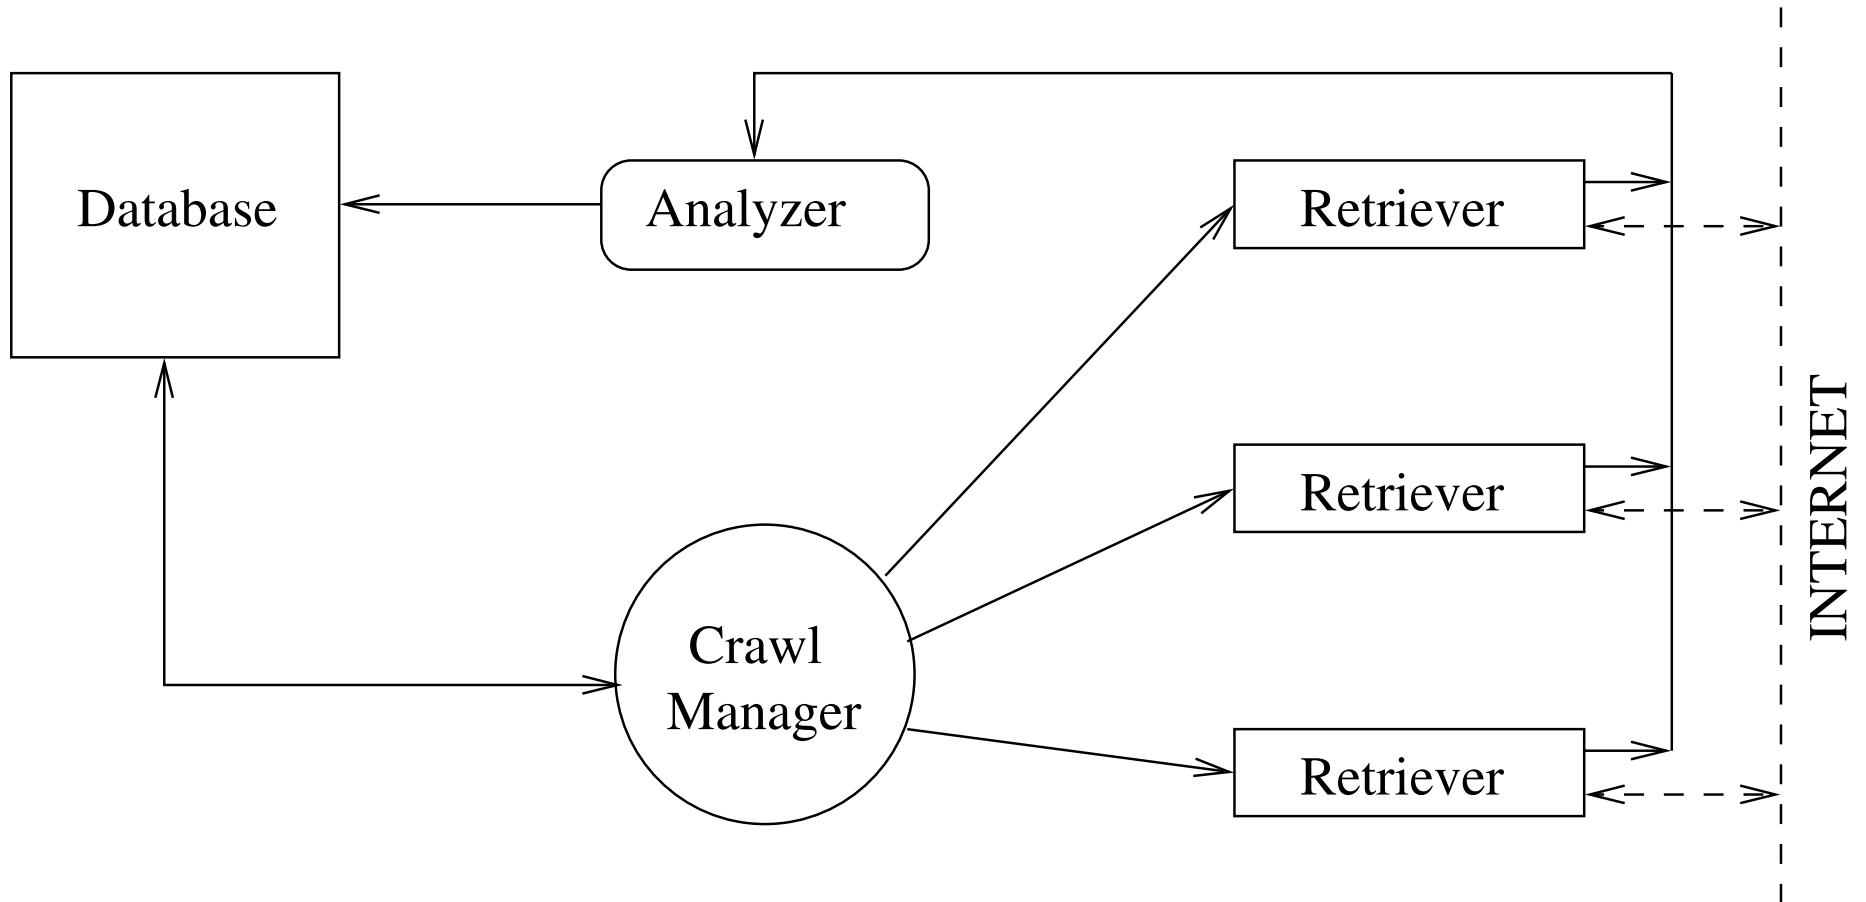 Database
Analyzer
Retriever
Retriever
Crawl
Manager
Retriever
INTERNET